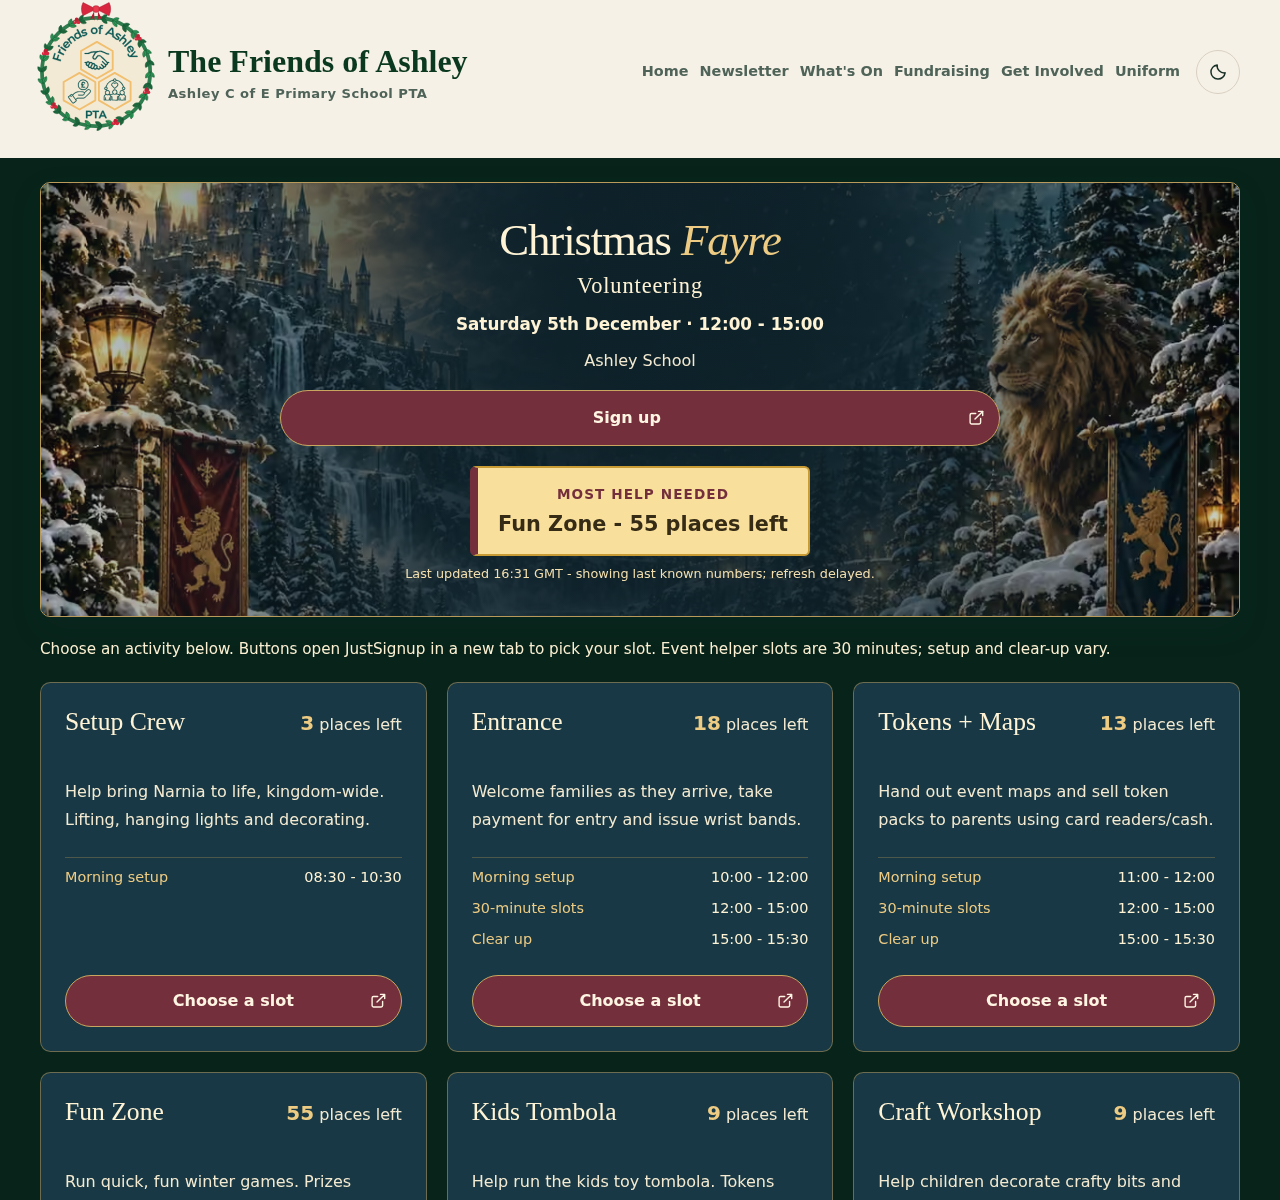 Friends of Ashley
PTA
The Friends of Ashley
Ashley C of E Primary School PTA
Home Newsletter What's On Fundraising Get Involved Uniform
Christmas Fayre
Volunteering
Saturday 5th December · 12:00 - 15:00
Ashley School
Sign up
MOST HELP NEEDED
Fun Zone - 55 places left
Last updated 16:31 GMT - showing last known numbers; refresh delayed.
Choose an activity below. Buttons open JustSignup in a new tab to pick your slot. Event helper slots are 30 minutes; setup and clear-up vary.
Setup Crew 3 places left
Help bring Narnia to life, kingdom-wide.
Lifting, hanging lights and decorating.
Morning setup 08:30 - 10:30
Choose a slot
Entrance 18 places left
Welcome families as they arrive, take
payment for entry and issue wrist bands.
Morning setup 10:00 - 12:00
30-minute slots 12:00 - 15:00
Clear up 15:00 - 15:30
Choose a slot
Tokens + Maps 13 places left
Hand out event maps and sell token
packs to parents using card readers/cash.
Morning setup 11:00 - 12:00
30-minute slots 12:00 - 15:00
Clear up 15:00 - 15:30
Choose a slot
Fun Zone 55 places left
Run quick, fun winter games. Prizes
Kids Tombola 9 places left
Help run the kids toy tombola. Tokens
Craft Workshop 9 places left
Help children decorate crafty bits and